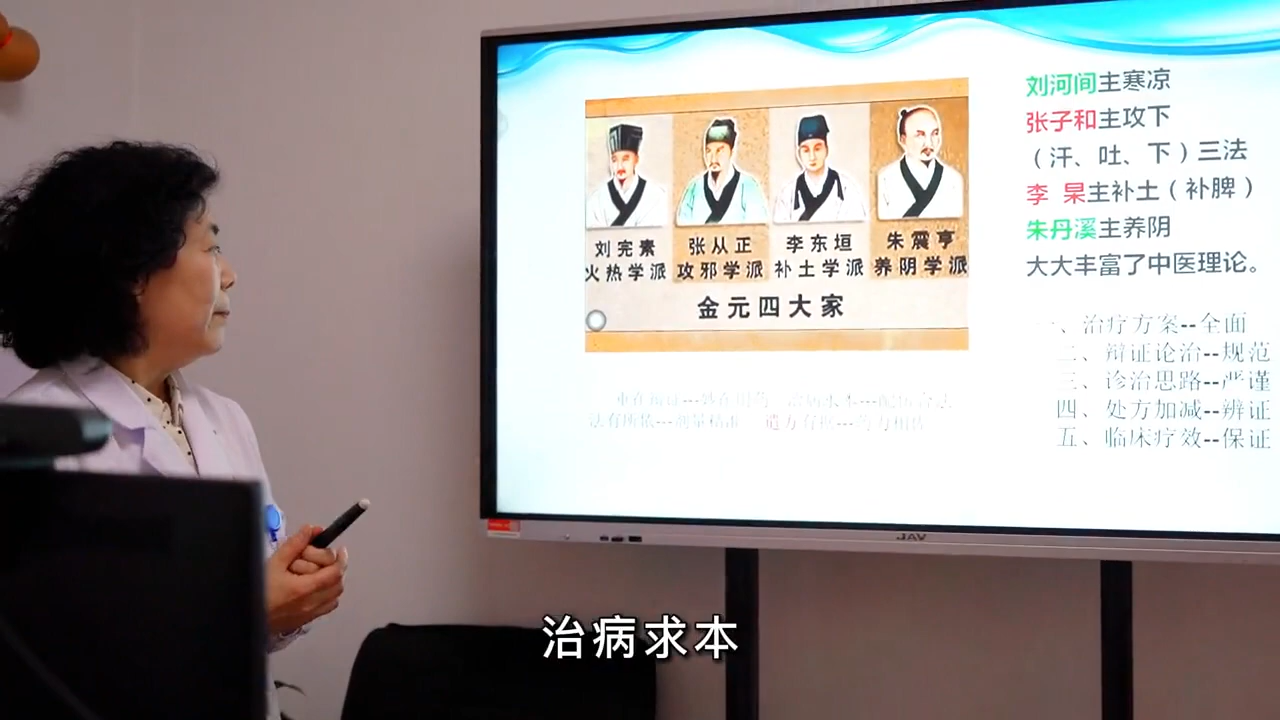 刘河间主寒凉
张子和主攻下
（汗、吐、下）三法
李 杲主补土（补脾）
朱丹溪主养阴
大大丰富了中医理论。
刘完素 张从正 李东垣 朱震亨
火热学派 攻邪学派 补土学派 养阴学派
金元四大家
一、治疗方案--全面
二、辩证论治--规范
三、诊治思路--严谨
四、处方加减--辨证
五、临床疗效--保证
JAV
治病求本